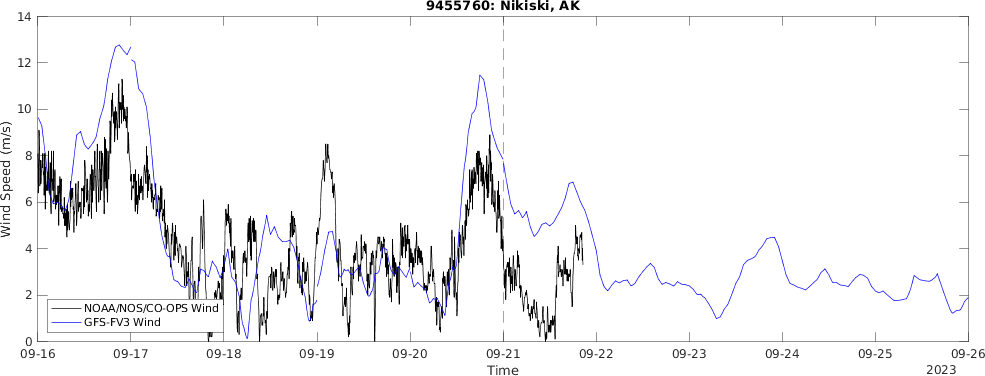 9455760: Nikiski, AK
Wind Speed (m/s)
14
12
10
8
6
4
2
0
NOAA/NOS/CO-OPS Wind
GFS-FV3 Wind
09-16 09-17 09-18 09-19 09-20 09-21 09-22 09-23 09-24 09-25 09-26
Time
2023